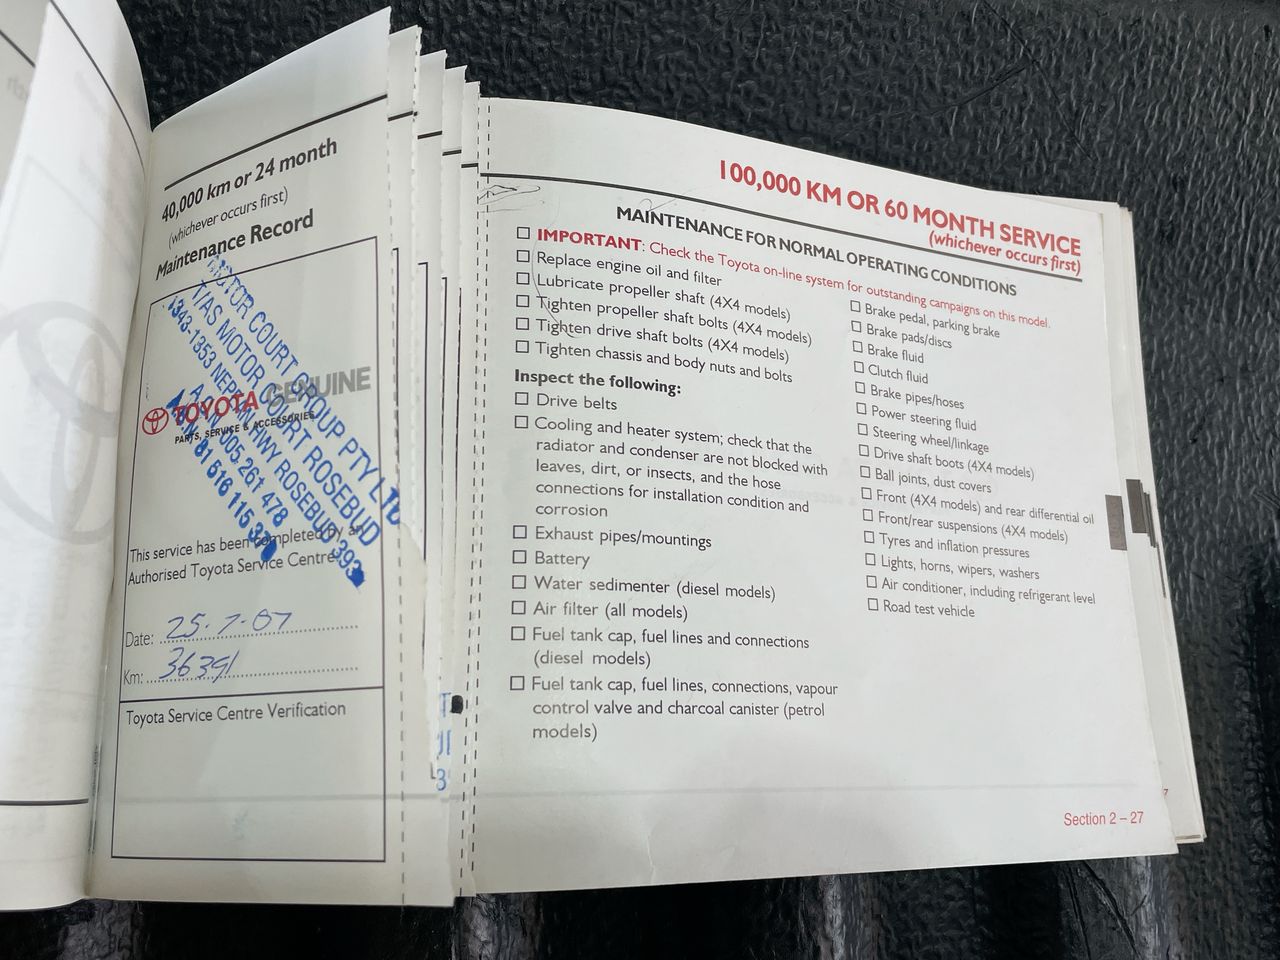 40,000 km or 24 month
(whichever occurs first)
Maintenance Record
MOTOR COURT GROUP PTY LTD
T/AS MOTOR COURT ROSEBUD
1343-1353 NEPEAN HWY ROSEBUD 393
A.C.N. 005 261 478
A.B.N. 81 516 115
TOYOTA GENUINE
PARTS, SERVICE & ACCESSORIES
This service has been completed by an
Authorised Toyota Service Centre.
Date: 25-7-07
Km: 36391
Toyota Service Centre Verification
100,000 KM OR 60 MONTH SERVICE
(whichever occurs first)
MAINTENANCE FOR NORMAL OPERATING CONDITIONS
IMPORTANT: Check the Toyota on-line system for outstanding campaigns on this model.
Replace engine oil and filter
Lubricate propeller shaft (4X4 models)
Tighten propeller shaft bolts (4X4 models)
Tighten drive shaft bolts (4X4 models)
Tighten chassis and body nuts and bolts
Inspect the following:
Drive belts
Cooling and heater system; check that the
radiator and condenser are not blocked with
leaves, dirt, or insects, and the hose
connections for installation condition and
corrosion
Exhaust pipes/mountings
Battery
Water sedimenter (diesel models)
Air filter (all models)
Fuel tank cap, fuel lines and connections
(diesel models)
Fuel tank cap, fuel lines, connections, vapour
control valve and charcoal canister (petrol
models)
Brake pedal, parking brake
Brake pads/discs
Brake fluid
Clutch fluid
Brake pipes/hoses
Power steering fluid
Steering wheel/linkage
Drive shaft boots (4X4 models)
Ball joints, dust covers
Front (4X4 models) and rear differential oil
Front/rear suspensions (4X4 models)
Tyres and inflation pressures
Lights, horns, wipers, washers
Air conditioner, including refrigerant level
Road test vehicle
Section 2 – 27